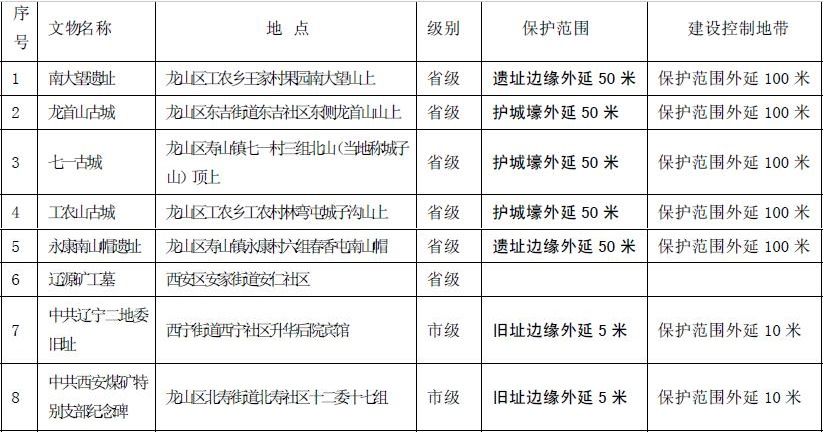 序号 文物名称 地 点 级别 保护范围 建设控制地带
1 南大望遗址 龙山区工农乡王家村果园南大望山上 省级 遗址边缘外延 50 米 保护范围外延 100 米
2 龙首山古城 龙山区东吉街道东吉社区东侧龙首山山上 省级 护城壕外延 50 米 保护范围外延 100 米
3 七一古城 龙山区寿山镇七一村三组北山（当地称城子
山）顶上 省级 护城壕外延 50 米 保护范围外延 100 米
4 工农山古城 龙山区工农乡工农村林弯屯城子沟山上 省级 护城壕外延 50 米 保护范围外延 100 米
5 永康南山帽遗址 龙山区寿山镇永康村六组春香屯南山帽 省级 遗址边缘外延 50 米 保护范围外延 100 米
6 辽源矿工墓 西安区安家街道安仁社区 省级
7 中共辽宁二地委
旧址 西宁街道西宁社区升华后院宾馆 市级 旧址边缘外延 5 米 保护范围外延 10 米
8 中共西安煤矿特
别支部纪念碑 龙山区北寿街道北寿社区十二委十七组 市级 旧址边缘外延 5 米 保护范围外延 10 米